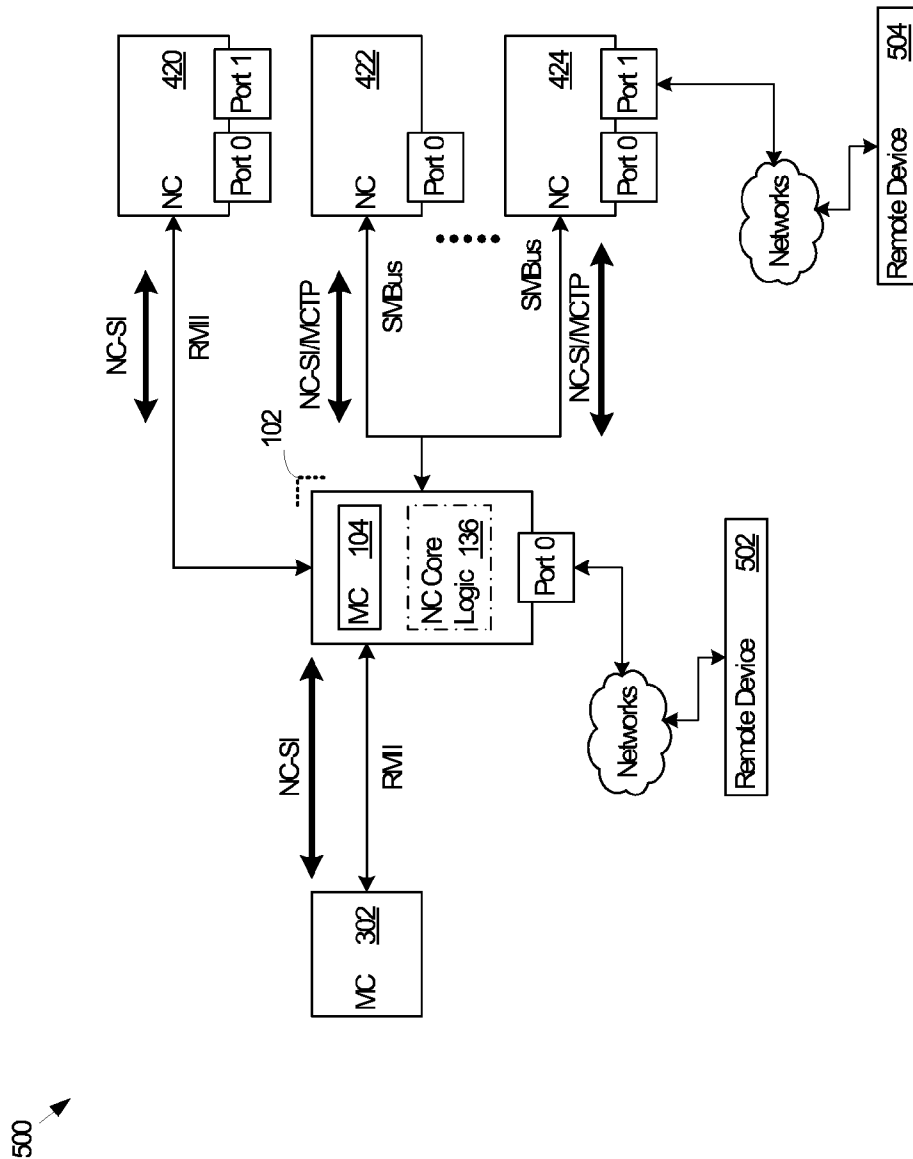 500
MC 302
NC-SI
RMII
102
MC 104
NC Core
Logic 136
Port 0
Networks
Remote Device 502
NC-SI
RMII
NC-SI/MCTP
SMBus
SMBus
NC-SI/MCTP
NC 420
Port 0 Port 1
NC 422
Port 0
NC 424
Port 0 Port 1
Networks
Remote Device 504